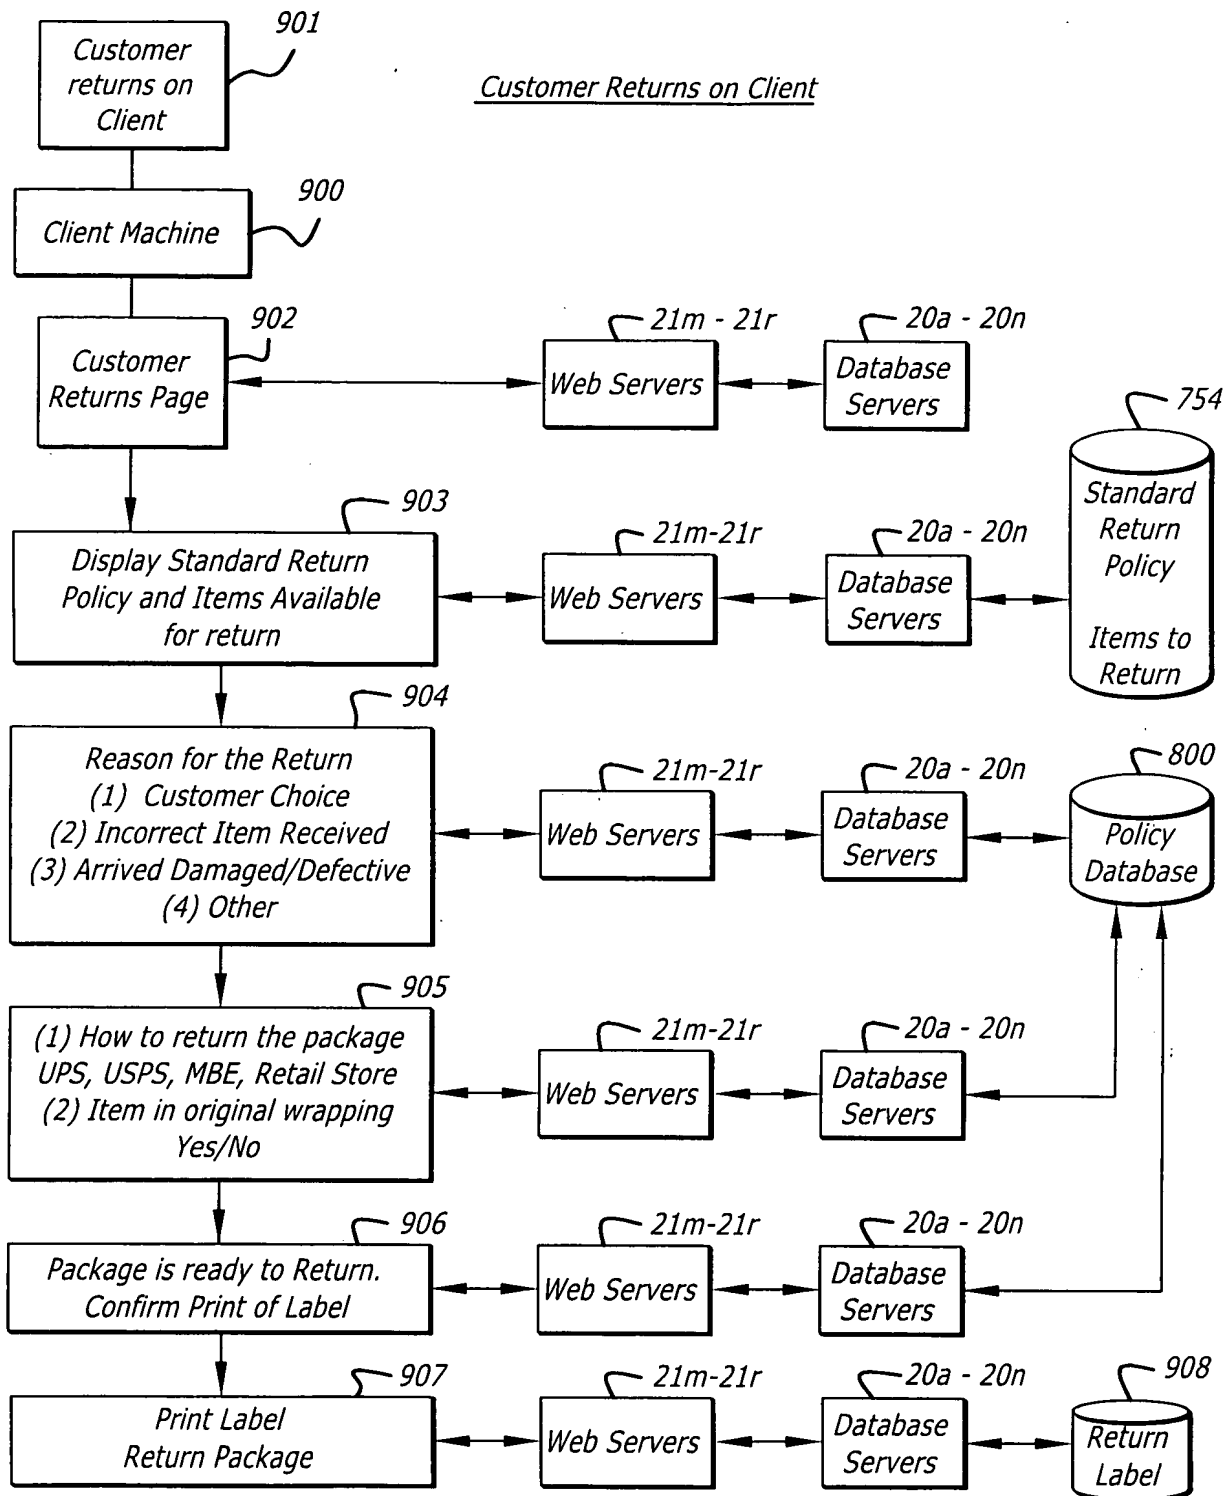 901
Customer
returns on
Client
Customer Returns on Client
900
Client Machine
902
Customer
Returns Page
21m - 21r
Web Servers
20a - 20n
Database
Servers
754
Standard
Return
Policy
Items to
Return
903
Display Standard Return
Policy and Items Available
for return
21m-21r
Web Servers
20a - 20n
Database
Servers
904
Reason for the Return
(1) Customer Choice
(2) Incorrect Item Received
(3) Arrived Damaged/Defective
(4) Other
21m-21r
Web Servers
20a - 20n
Database
Servers
800
Policy
Database
905
(1) How to return the package
UPS, USPS, MBE, Retail Store
(2) Item in original wrapping
Yes/No
21m-21r
Web Servers
20a - 20n
Database
Servers
906
Package is ready to Return.
Confirm Print of Label
21m-21r
Web Servers
20a - 20n
Database
Servers
907
Print Label
Return Package
21m-21r
Web Servers
20a - 20n
Database
Servers
908
Return
Label